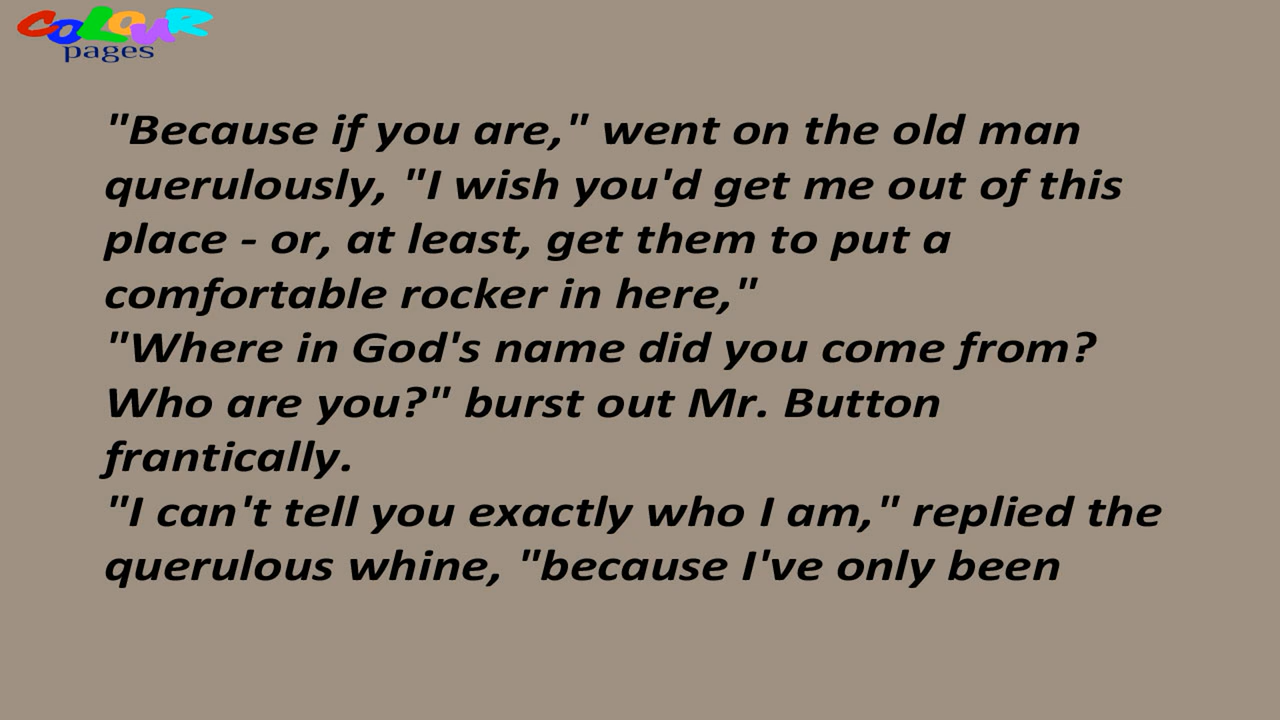 COLOUR
pages
"Because if you are," went on the old man
querulously, "I wish you'd get me out of this
place - or, at least, get them to put a
comfortable rocker in here,"
"Where in God's name did you come from?
Who are you?" burst out Mr. Button
frantically.
"I can't tell you exactly who I am," replied the
querulous whine, "because I've only been